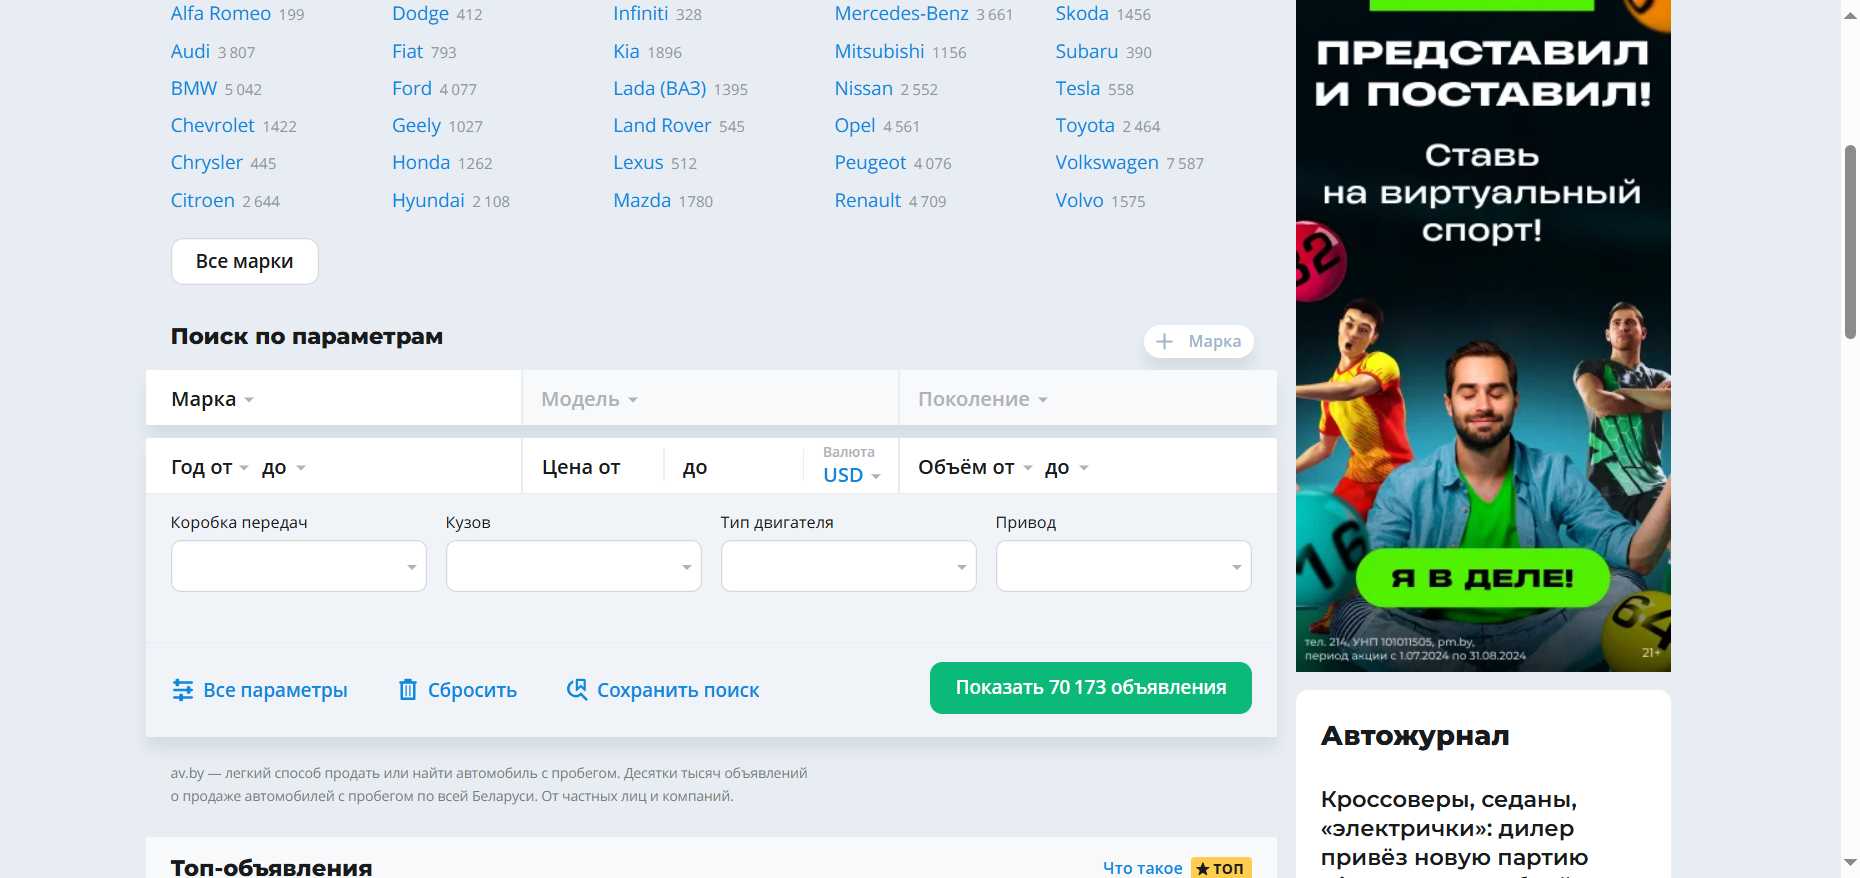 Alfa Romeo 199
Dodge 412
Infiniti 328
Mercedes-Benz 3 661
Skoda 1456
Audi 3 807
Fiat 793
Kia 1896
Mitsubishi 1156
Subaru 390
BMW 5 042
Ford 4 077
Lada (ВАЗ) 1395
Nissan 2 552
Tesla 558
Chevrolet 1422
Geely 1027
Land Rover 545
Opel 4 561
Toyota 2 464
Chrysler 445
Honda 1262
Lexus 512
Peugeot 4 076
Volkswagen 7 587
Citroen 2 644
Hyundai 2 108
Mazda 1780
Renault 4 709
Volvo 1575
Все марки
Поиск по параметрам
Марка
Марка
Модель
Поколение
Год от
до
Цена от
до
Валюта
USD
Объём от
до
Коробка передач
Кузов
Тип двигателя
Привод
Все параметры
Сбросить
Сохранить поиск
Показать 70 173 объявления
av.by — легкий способ продать или найти автомобиль с пробегом. Десятки тысяч объявлений
о продаже автомобилей с пробегом по всей Беларуси. От частных лиц и компаний.
Топ-объявления
Что такое
ТОП
ПРЕДСТАВИЛ
И ПОСТАВИЛ!
Ставь
на виртуальный
спорт!
32
16
Я В ДЕЛЕ!
64
тел. 214, УНП 101011505, pm.by,
период акции с 1.07.2024 по 31.08.2024
21+
Автожурнал
Кроссоверы, седаны,
«электрички»: дилер
привёз новую партию